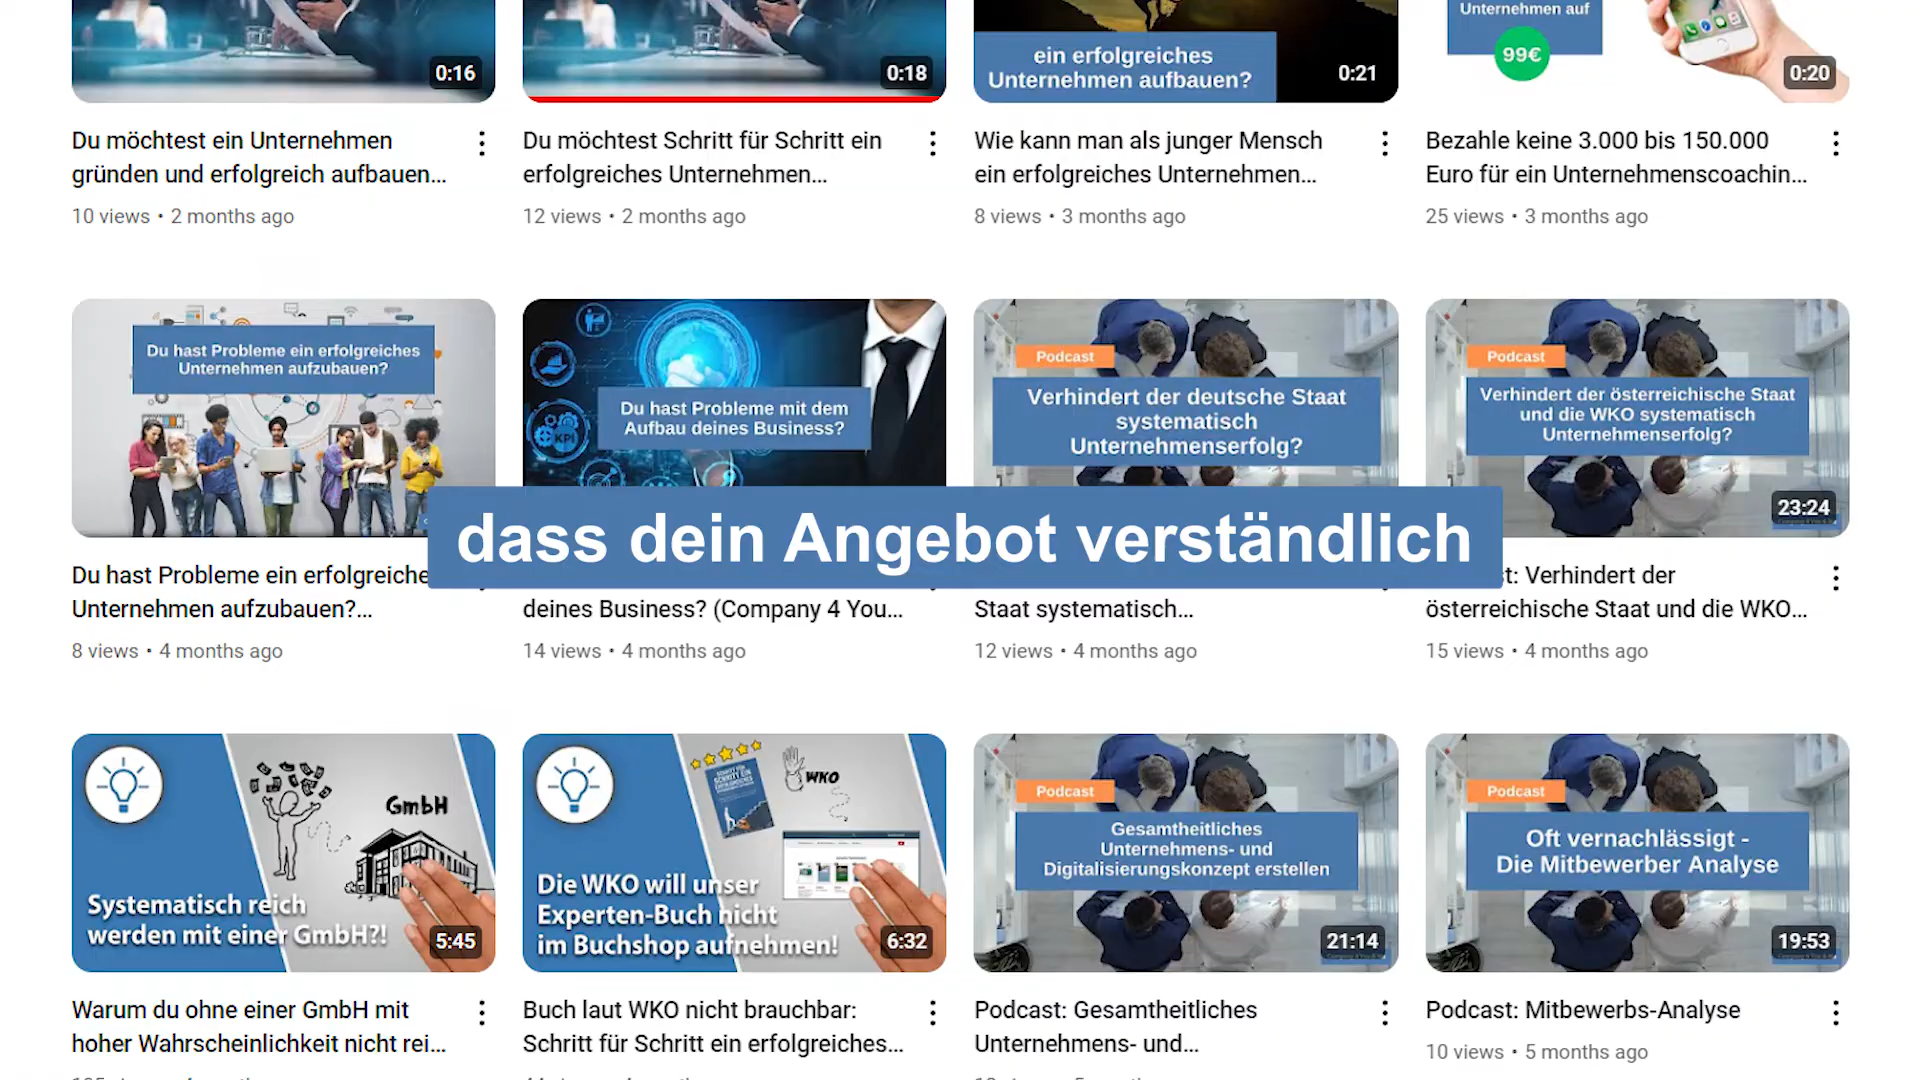 Unternehmen auf
99€
ein erfolgreiches
Unternehmen aufbauen?
0:16
0:18
0:21
0:20
Du möchtest ein Unternehmen
gründen und erfolgreich aufbauen...
10 views • 2 months ago
Du möchtest Schritt für Schritt ein
erfolgreiches Unternehmen...
12 views • 2 months ago
Wie kann man als junger Mensch
ein erfolgreiches Unternehmen...
8 views • 3 months ago
Bezahle keine 3.000 bis 150.000
Euro für ein Unternehmenscoachin...
25 views • 3 months ago
Du hast Probleme ein erfolgreiches
Unternehmen aufzubauen?
KPI
Du hast Probleme mit dem
Aufbau deines Business?
Podcast
Verhindert der deutsche Staat
systematisch
Unternehmenserfolg?
Podcast
Verhindert der österreichische Staat
und die WKO systematisch
Unternehmenserfolg?
23:24
dass dein Angebot verständlich
Du hast Probleme ein erfolgreiche
Unternehmen aufzubauen?...
8 views • 4 months ago
deines Business? (Company 4 You...
14 views • 4 months ago
Staat systematisch...
12 views • 4 months ago
st: Verhindert der
österreichische Staat und die WKO...
15 views • 4 months ago
GmbH
Systematisch reich
werden mit einer GmbH?!
5:45
SCHRITT FÜR
SCHRITT EIN
ERFOLGREICHES
WKO
Die WKO will unser
Experten-Buch nicht
im Buchshop aufnehmen!
6:32
Podcast
Gesamtheitliches
Unternehmens- und
Digitalisierungskonzept erstellen
21:14
Podcast
Oft vernachlässigt -
Die Mitbewerber Analyse
19:53
Warum du ohne einer GmbH mit
hoher Wahrscheinlichkeit nicht rei...
Buch laut WKO nicht brauchbar:
Schritt für Schritt ein erfolgreiches...
Podcast: Gesamtheitliches
Unternehmens- und...
Podcast: Mitbewerbs-Analyse
10 views • 5 months ago